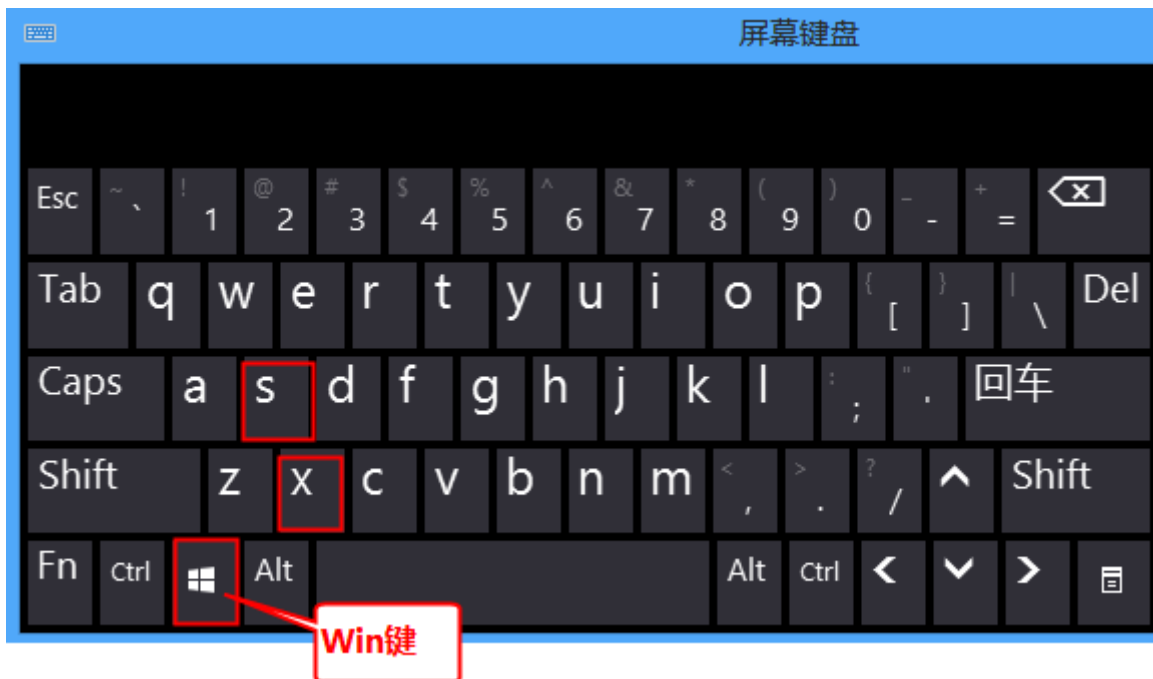 屏幕键盘
Esc ~ ` ! 1 @ 2 # 3 $ 4 % 5 ^ 6 & 7 * 8 ( 9 ) 0 _ - + =
Tab q w e r t y u i o p { [ } ] | \ Del
Caps a s d f g h j k l : ; " . 回车
Shift z x c v b n m < , > . ? / Shift
Fn Ctrl Alt Alt Ctrl
Win键